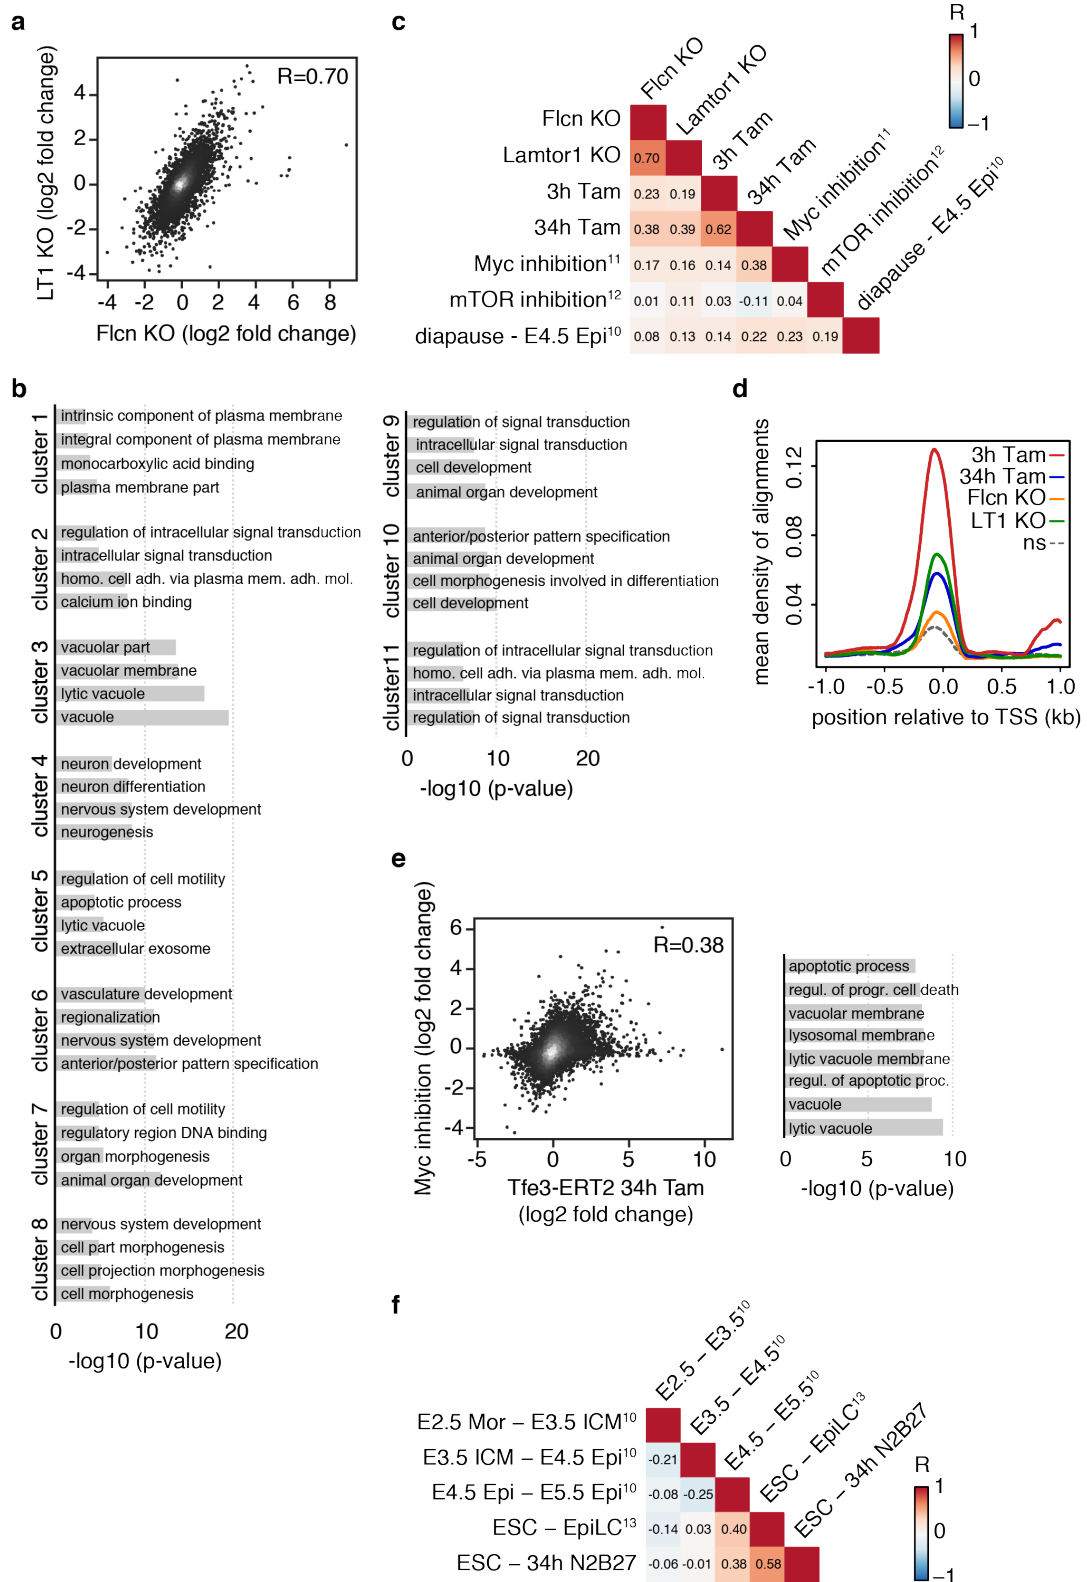 a
R=0.70
LT1 KO (log2 fold change)
4
2
0
-2
-4
-4 -2 0 2 4 6 8
Flcn KO (log2 fold change)
c
R
1
0
−1
Flcn KO
Lamtor1 KO
3h Tam
34h Tam
Myc inhibition11
mTOR inhibition12
diapause - E4.5 Epi10
Flcn KO
Lamtor1 KO 0.70
3h Tam 0.23 0.19
34h Tam 0.38 0.39 0.62
Myc inhibition11 0.17 0.16 0.14 0.38
mTOR inhibition12 0.01 0.11 0.03 -0.11 0.04
diapause - E4.5 Epi10 0.08 0.13 0.14 0.22 0.23 0.19
b
cluster 1
intrinsic component of plasma membrane
integral component of plasma membrane
monocarboxylic acid binding
plasma membrane part
cluster 2
regulation of intracellular signal transduction
intracellular signal transduction
homo. cell adh. via plasma mem. adh. mol.
calcium ion binding
cluster 3
vacuolar part
vacuolar membrane
lytic vacuole
vacuole
cluster 4
neuron development
neuron differentiation
nervous system development
neurogenesis
cluster 5
regulation of cell motility
apoptotic process
lytic vacuole
extracellular exosome
cluster 6
vasculature development
regionalization
nervous system development
anterior/posterior pattern specification
cluster 7
regulation of cell motility
regulatory region DNA binding
organ morphogenesis
animal organ development
cluster 8
nervous system development
cell part morphogenesis
cell projection morphogenesis
cell morphogenesis
0 10 20
-log10 (p-value)
cluster 9
regulation of signal transduction
intracellular signal transduction
cell development
animal organ development
cluster 10
anterior/posterior pattern specification
animal organ development
cell morphogenesis involved in differentiation
cell development
cluster11
regulation of intracellular signal transduction
homo. cell adh. via plasma mem. adh. mol.
intracellular signal transduction
regulation of signal transduction
0 10 20
-log10 (p-value)
d
mean density of alignments
0.12
0.08
0.04
3h Tam
34h Tam
Flcn KO
LT1 KO
ns
-1.0 -0.5 0.0 0.5 1.0
position relative to TSS (kb)
e
Myc inhibition (log2 fold change)
6
4
2
0
-2
-4
R=0.38
-5 0 5 10
Tfe3-ERT2 34h Tam
(log2 fold change)
apoptotic process
regul. of progr. cell death
vacuolar membrane
lysosomal membrane
lytic vacuole membrane
regul. of apoptotic proc.
vacuole
lytic vacuole
0 5 10
-log10 (p-value)
f
E2.5 – E3.510
E3.5 – E4.510
E4.5 – E5.510
ESC – EpiLC13
ESC – 34h N2B27
E2.5 Mor – E3.5 ICM10
E3.5 ICM – E4.5 Epi10 -0.21
E4.5 Epi – E5.5 Epi10 -0.08 -0.25
ESC – EpiLC13 -0.14 0.03 0.40
ESC – 34h N2B27 -0.06 -0.01 0.38 0.58
R
1
0
−1